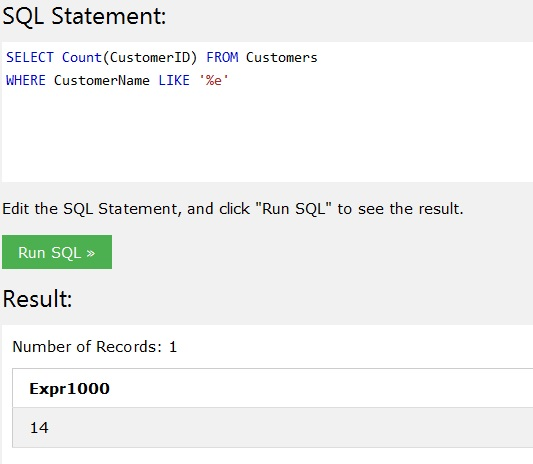 SQL Statement:
SELECT Count(CustomerID) FROM Customers
WHERE CustomerName LIKE '%e'
Edit the SQL Statement, and click "Run SQL" to see the result.
Run SQL »
Result:
Number of Records: 1
Expr1000
14